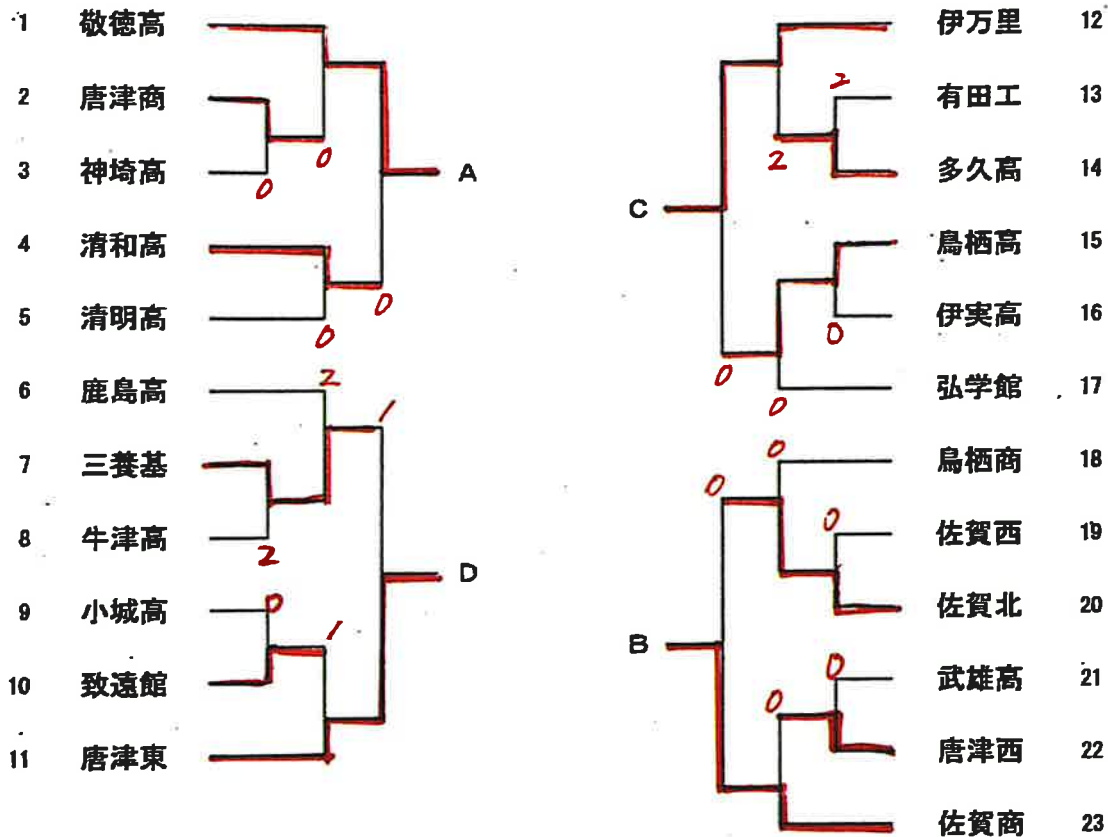 1 敬徳高
2 唐津商
0
3 神埼高
0
A
4 清和高
0
5 清明高
0
6 鹿島高
2
1
7 三養基
8 牛津高
2
D
9 小城高
0
1
10 致遠館
11 唐津東
伊万里 12
2
有田工 13
2
多久高 14
C
鳥栖高 15
伊実高 16
0
0
弘学館 17
0
0
鳥栖商 18
0
0
佐賀西 19
佐賀北 20
B
0
武雄高 21
0
唐津西 22
佐賀商 23